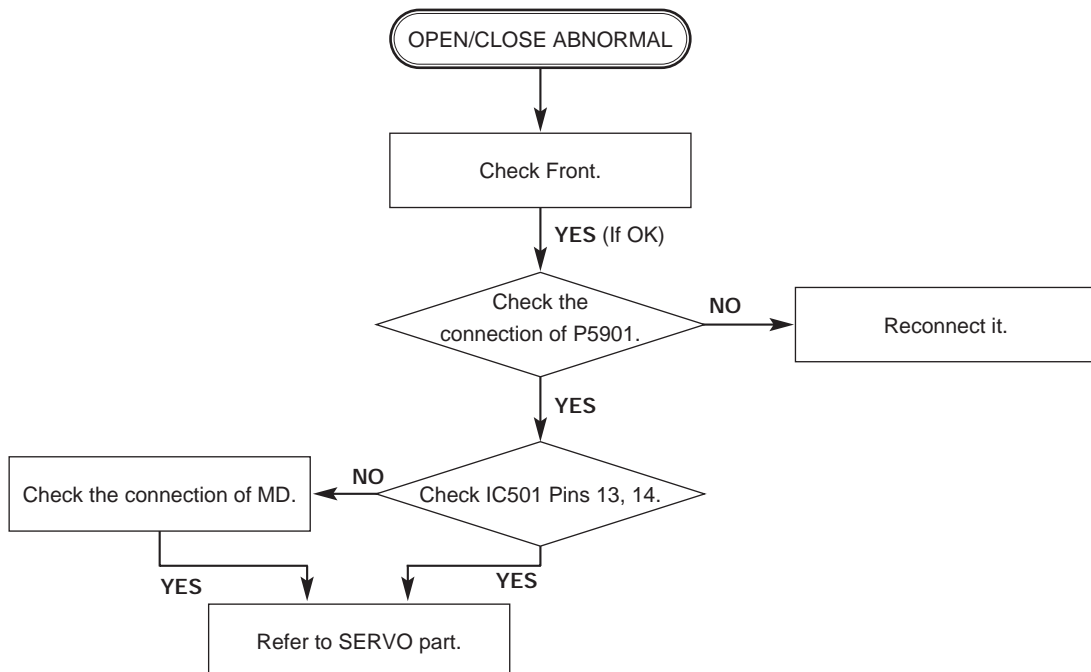 OPEN/CLOSE ABNORMAL
Check Front.
YES (If OK)
Check the
connection of P5901.
NO
Reconnect it.
YES
Check IC501 Pins 13, 14.
NO
Check the connection of MD.
YES
YES
Refer to SERVO part.